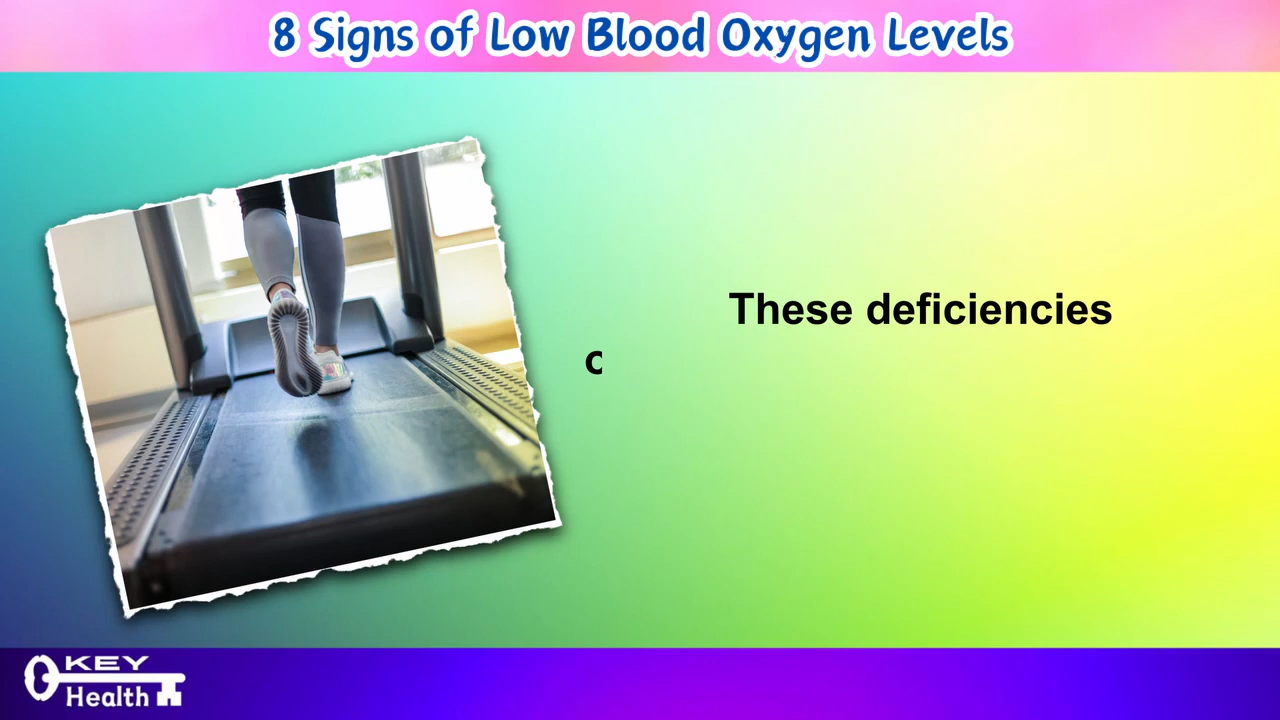 8 Signs of Low Blood Oxygen Levels
These deficiencies
c
KEY
Health